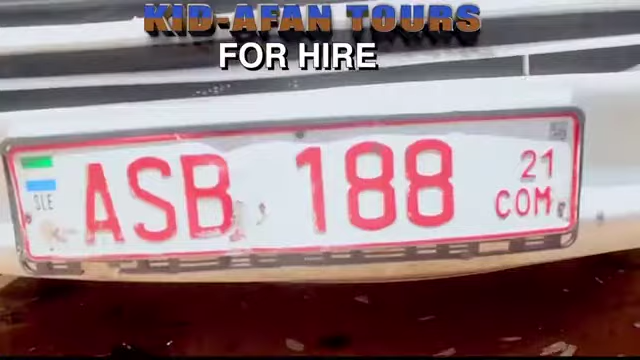 KID-AFAN TOURS
FOR HIRE
SLE
ASB 188
21
COM